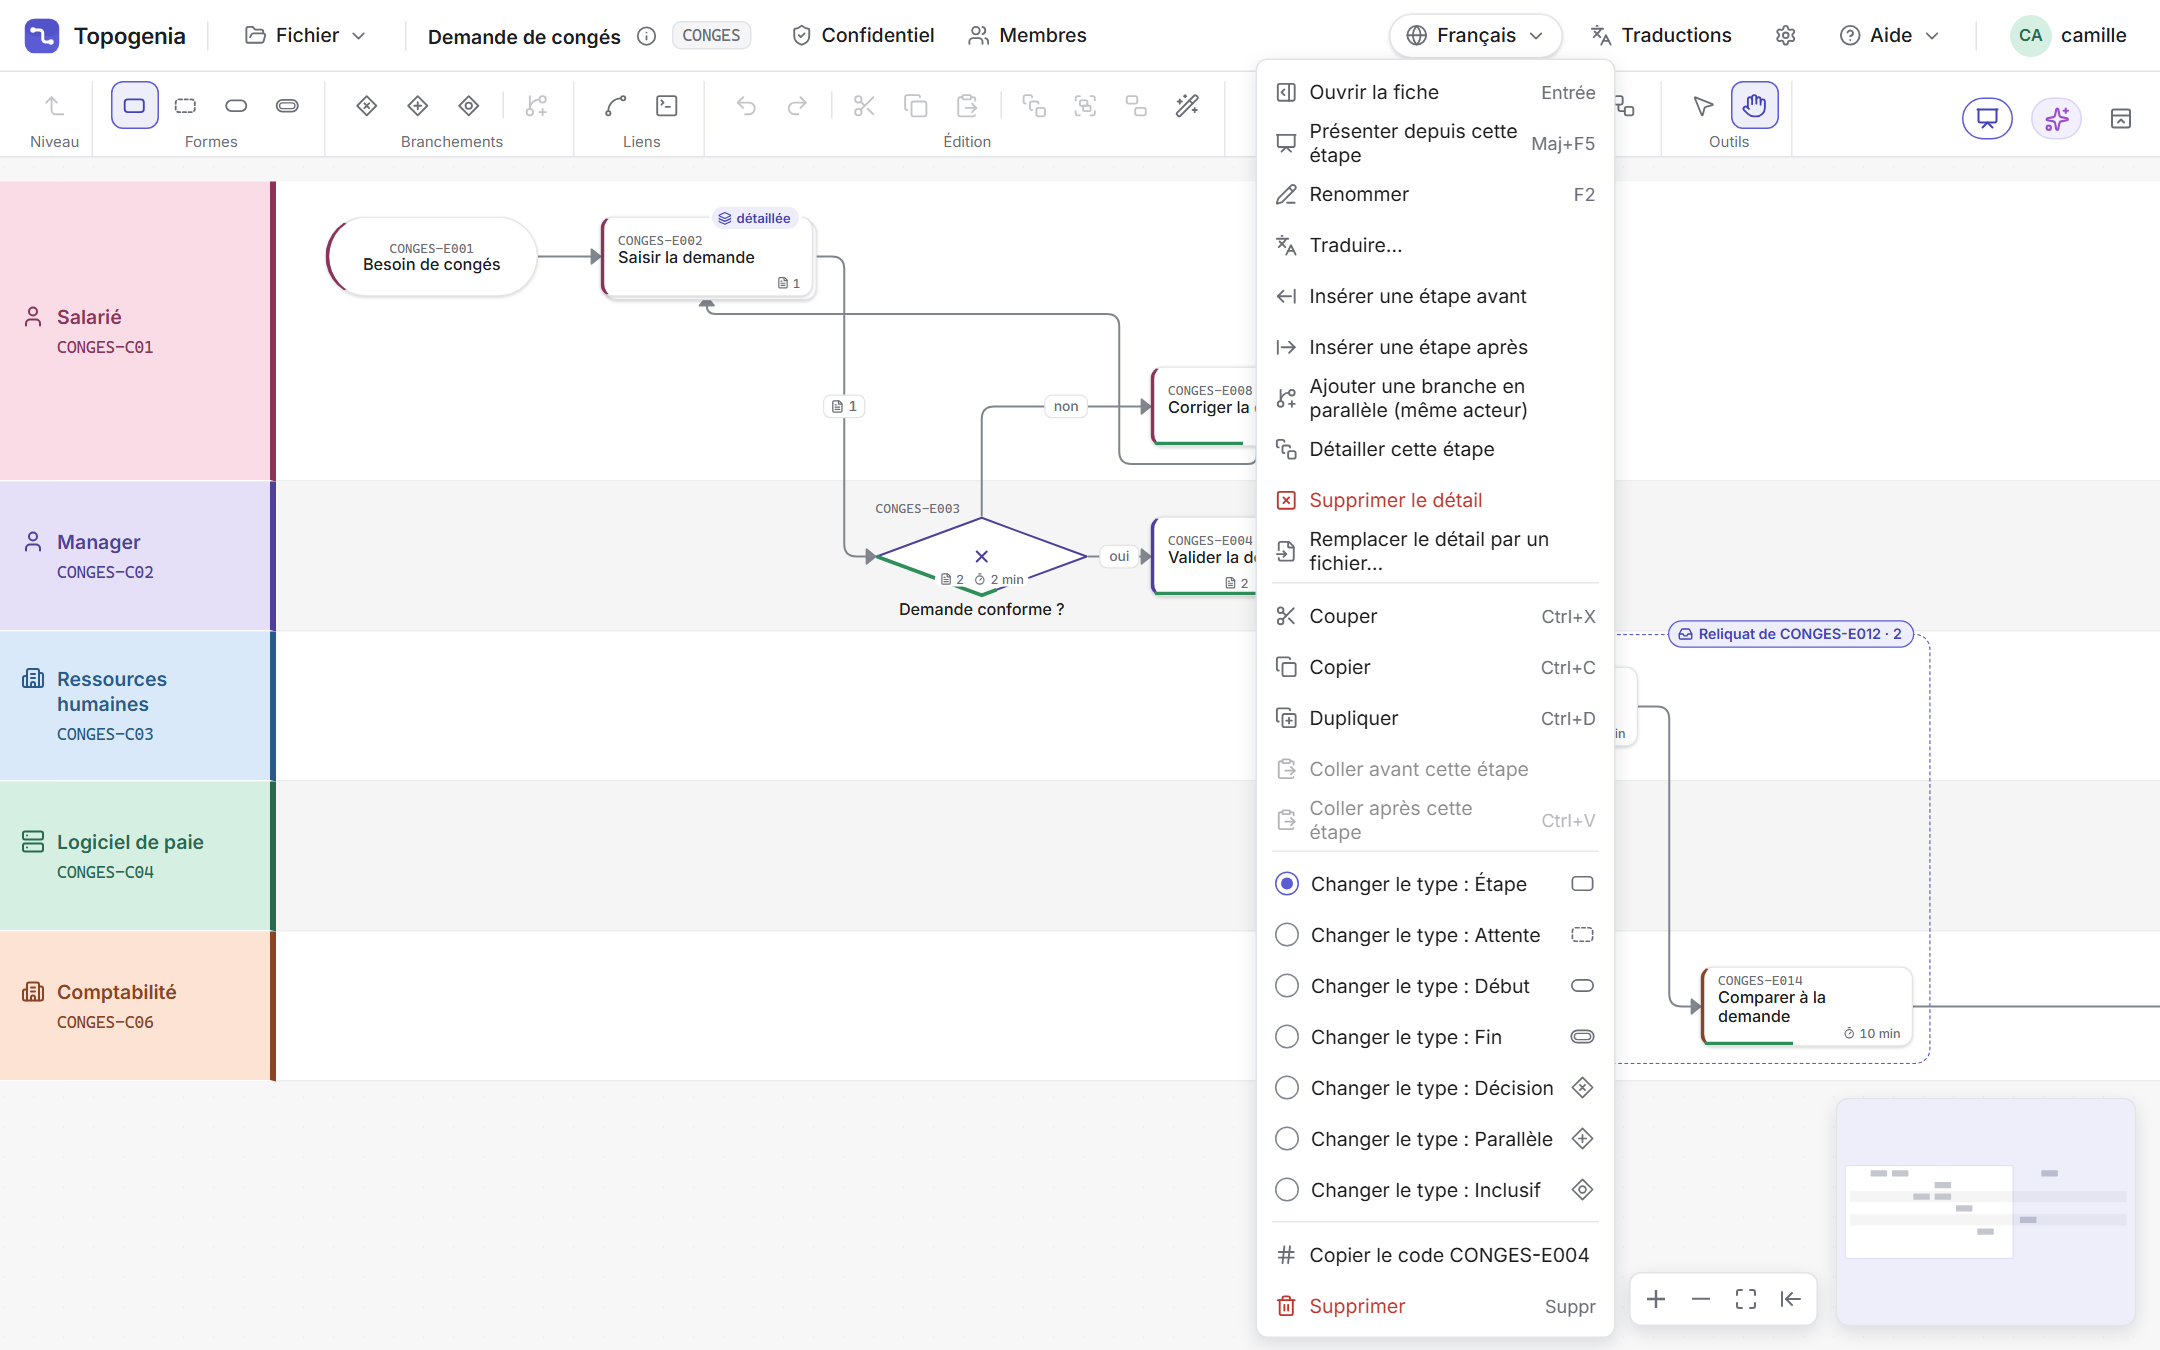 Topogenia
Fichier
Demande de congés
CONGES
Confidentiel
Membres
Français
Traductions
Aide
CA
camille
Niveau
Formes
Branchements
Liens
Édition
Outils
Salarié
CONGES-C01
Manager
CONGES-C02
Ressources
humaines
CONGES-C03
Logiciel de paie
CONGES-C04
Comptabilité
CONGES-C06
CONGES-E001
Besoin de congés
détaillée
CONGES-E002
Saisir la demande
1
1
non
CONGES-E008
Corriger la
CONGES-E003
2
2 min
Demande conforme ?
oui
CONGES-E004
Valider la
2
Reliquat de CONGES-E012 · 2
in
CONGES-E014
Comparer à la
demande
10 min
Ouvrir la fiche Entrée
Présenter depuis cette
étape Maj+F5
Renommer F2
Traduire...
Insérer une étape avant
Insérer une étape après
Ajouter une branche en
parallèle (même acteur)
Détailler cette étape
Supprimer le détail
Remplacer le détail par un
fichier...
Couper Ctrl+X
Copier Ctrl+C
Dupliquer Ctrl+D
Coller avant cette étape
Coller après cette
étape Ctrl+V
Changer le type : Étape
Changer le type : Attente
Changer le type : Début
Changer le type : Fin
Changer le type : Décision
Changer le type : Parallèle
Changer le type : Inclusif
Copier le code CONGES-E004
Supprimer Suppr